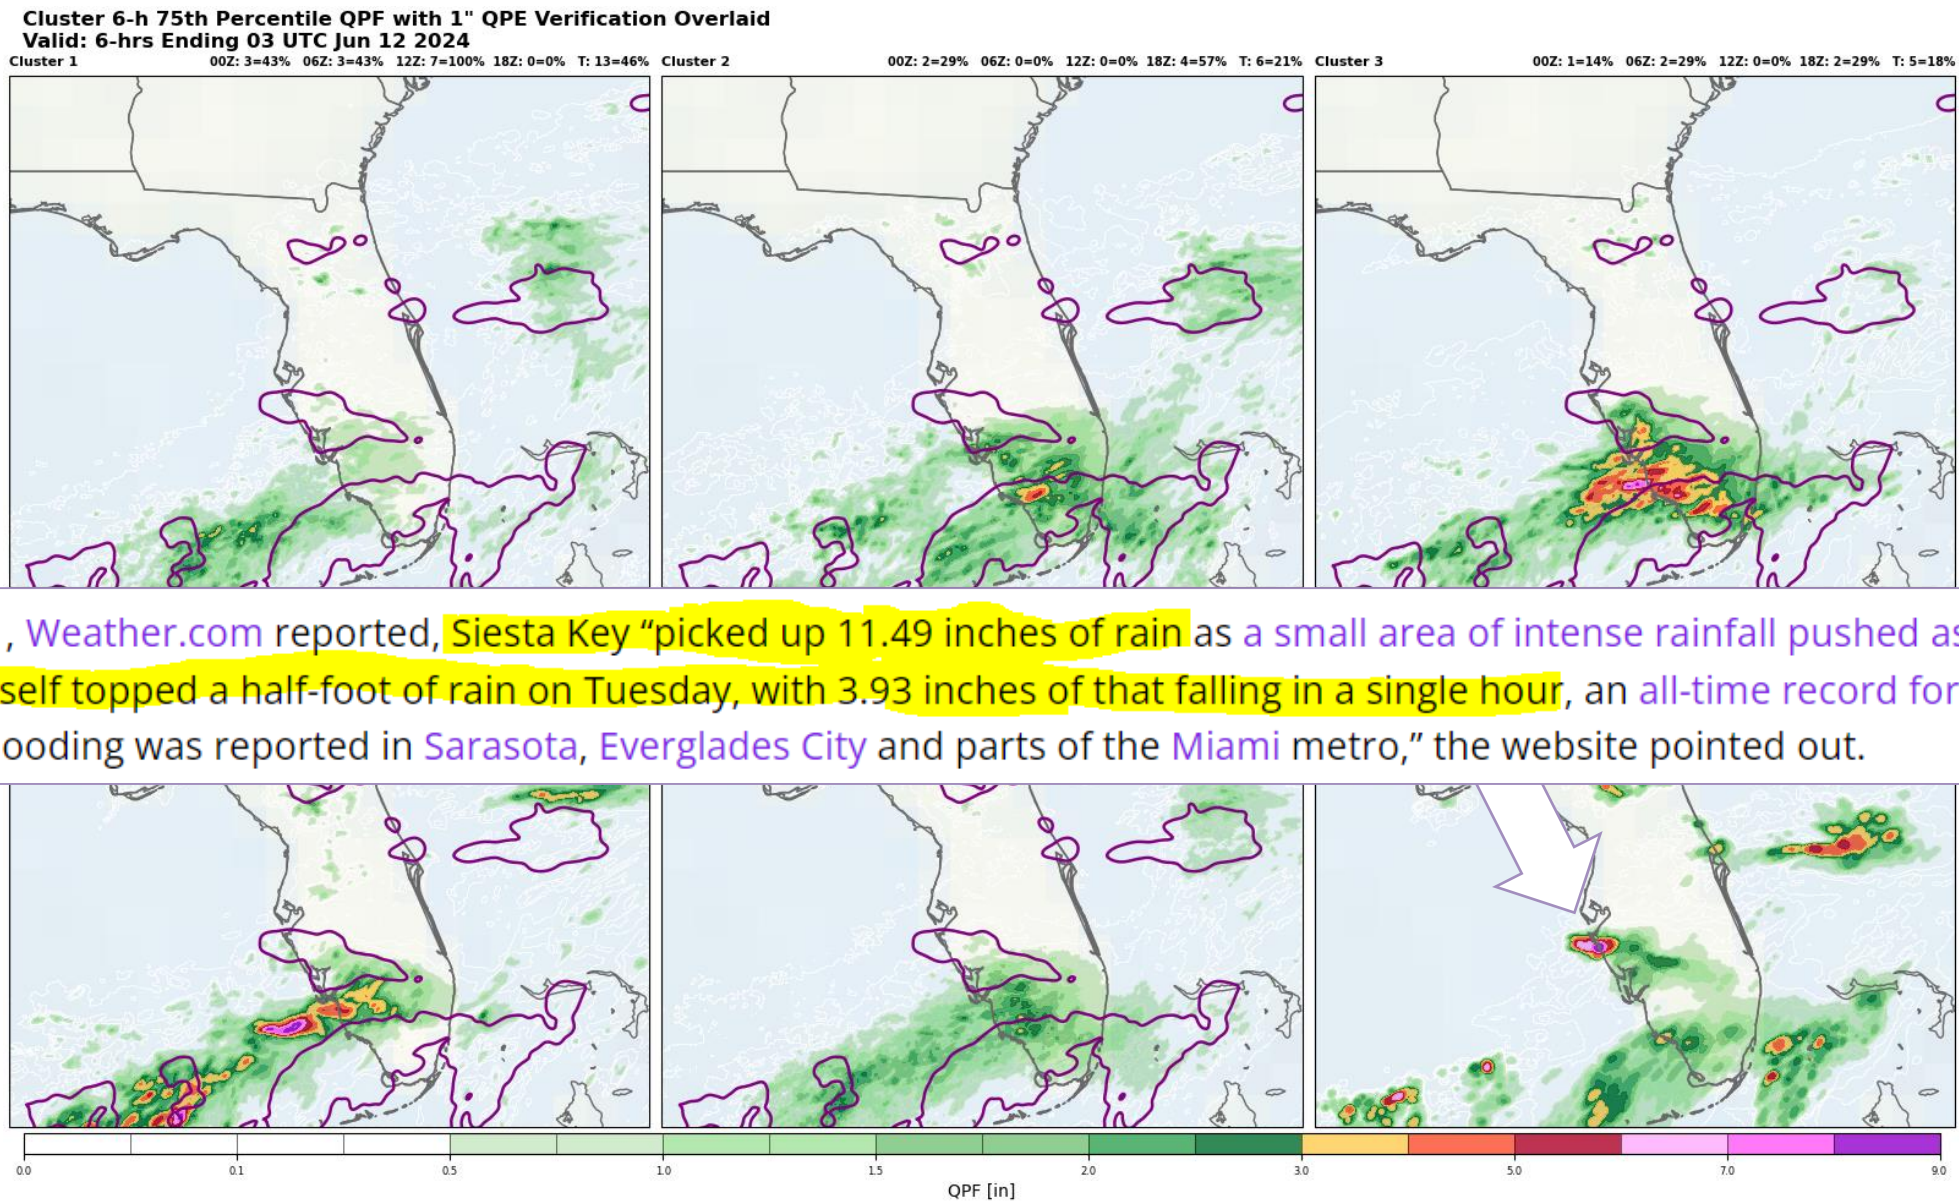 Cluster 6-h 75th Percentile QPF with 1" QPE Verification Overlaid
Valid: 6-hrs Ending 03 UTC Jun 12 2024
Cluster 1 00Z: 3=43% 06Z: 3=43% 12Z: 7=100% 18Z: 0=0% T: 13=46%
Cluster 2 00Z: 2=29% 06Z: 0=0% 12Z: 0=0% 18Z: 4=57% T: 6=21%
Cluster 3 00Z: 1=14% 06Z: 2=29% 12Z: 0=0% 18Z: 2=29% T: 5=18%
, Weather.com reported, Siesta Key “picked up 11.49 inches of rain as a small area of intense rainfall pushed as
self topped a half-foot of rain on Tuesday, with 3.93 inches of that falling in a single hour, an all-time record for
ooding was reported in Sarasota, Everglades City and parts of the Miami metro,” the website pointed out.
0.0 0.1 0.5 1.0 1.5 2.0 3.0 5.0 7.0 9.0
QPF [in]